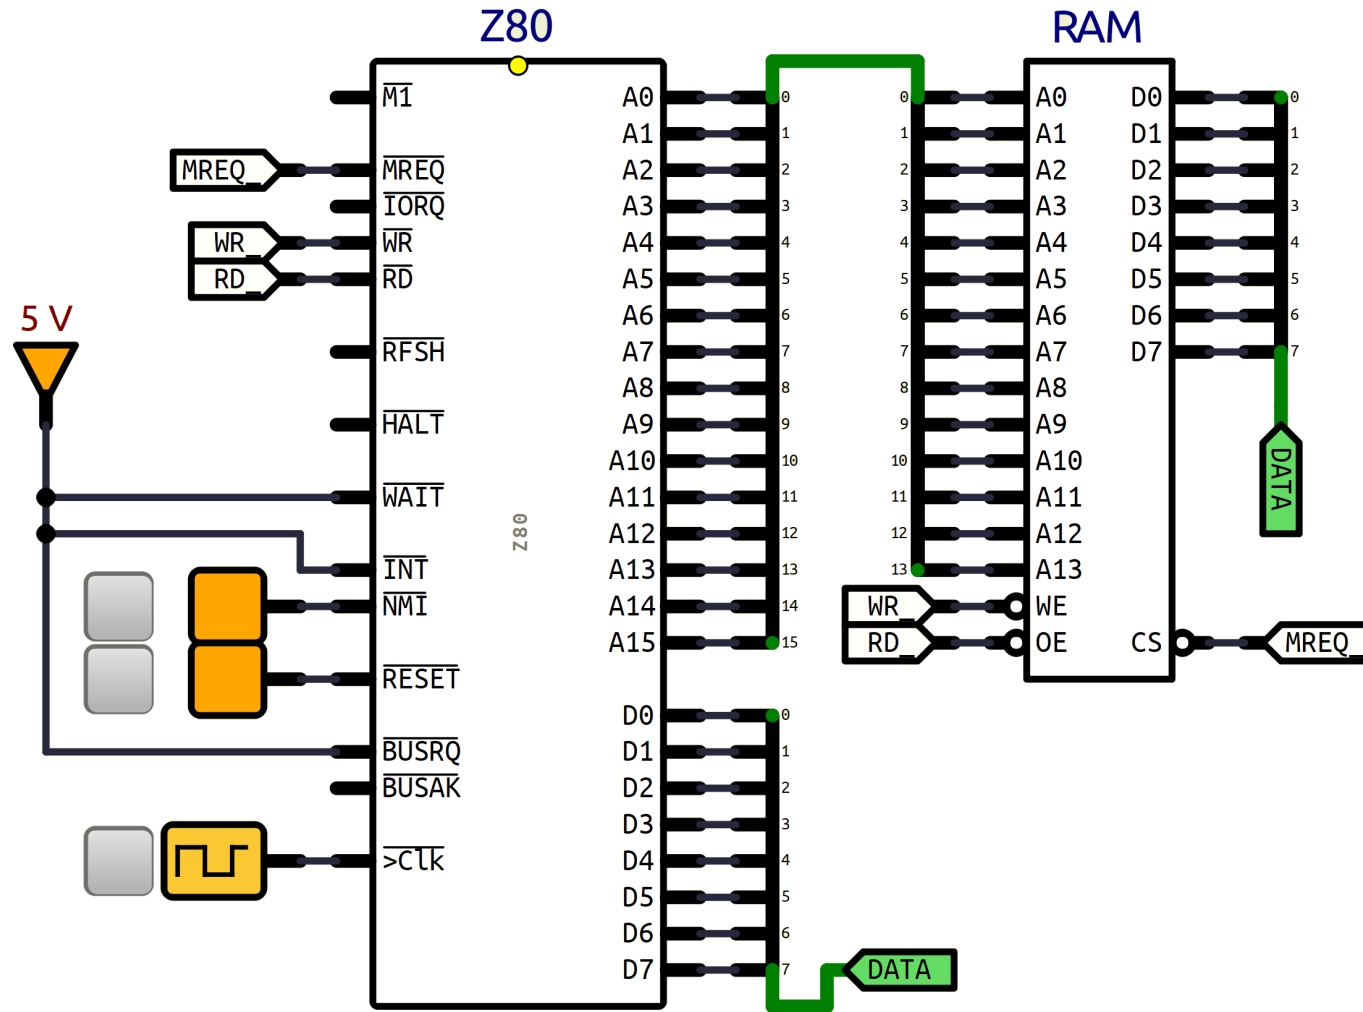 Z80
RAM
M1
MREQ_
MREQ
IORQ
WR_
WR
RD_
RD
5 V
RFSH
HALT
WAIT
INT
NMI
RESET
BUSRQ
BUSAK
>Clk
Z80
A0
A1
A2
A3
A4
A5
A6
A7
A8
A9
A10
A11
A12
A13
A14
A15
D0
D1
D2
D3
D4
D5
D6
D7
0
1
2
3
4
5
6
7
8
9
10
11
12
13
14
15
0
1
2
3
4
5
6
7
DATA
0
1
2
3
4
5
6
7
8
9
10
11
12
13
WR_
RD_
A0
A1
A2
A3
A4
A5
A6
A7
A8
A9
A10
A11
A12
A13
WE
OE
D0
D1
D2
D3
D4
D5
D6
D7
CS
0
1
2
3
4
5
6
7
DATA
MREQ_